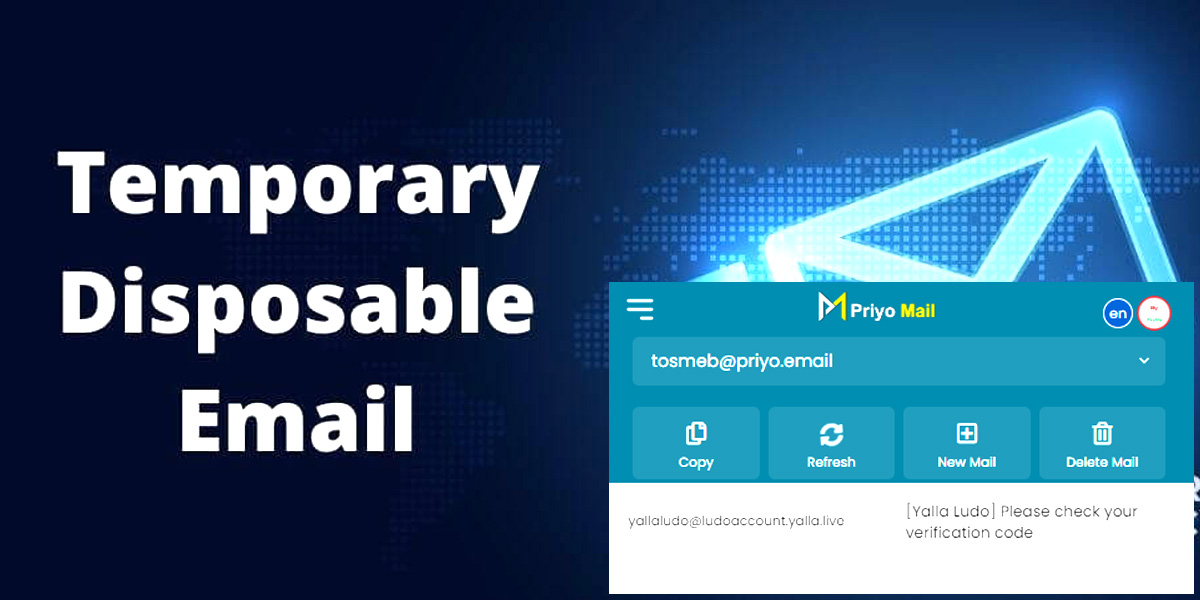 Temporary
Disposable
Email
Priyo Mail
en
tosmeb@priyo.email
Copy
Refresh
New Mail
Delete Mail
yallaludo@ludoaccount.yalla.live
[Yalla Ludo] Please check your
verification code